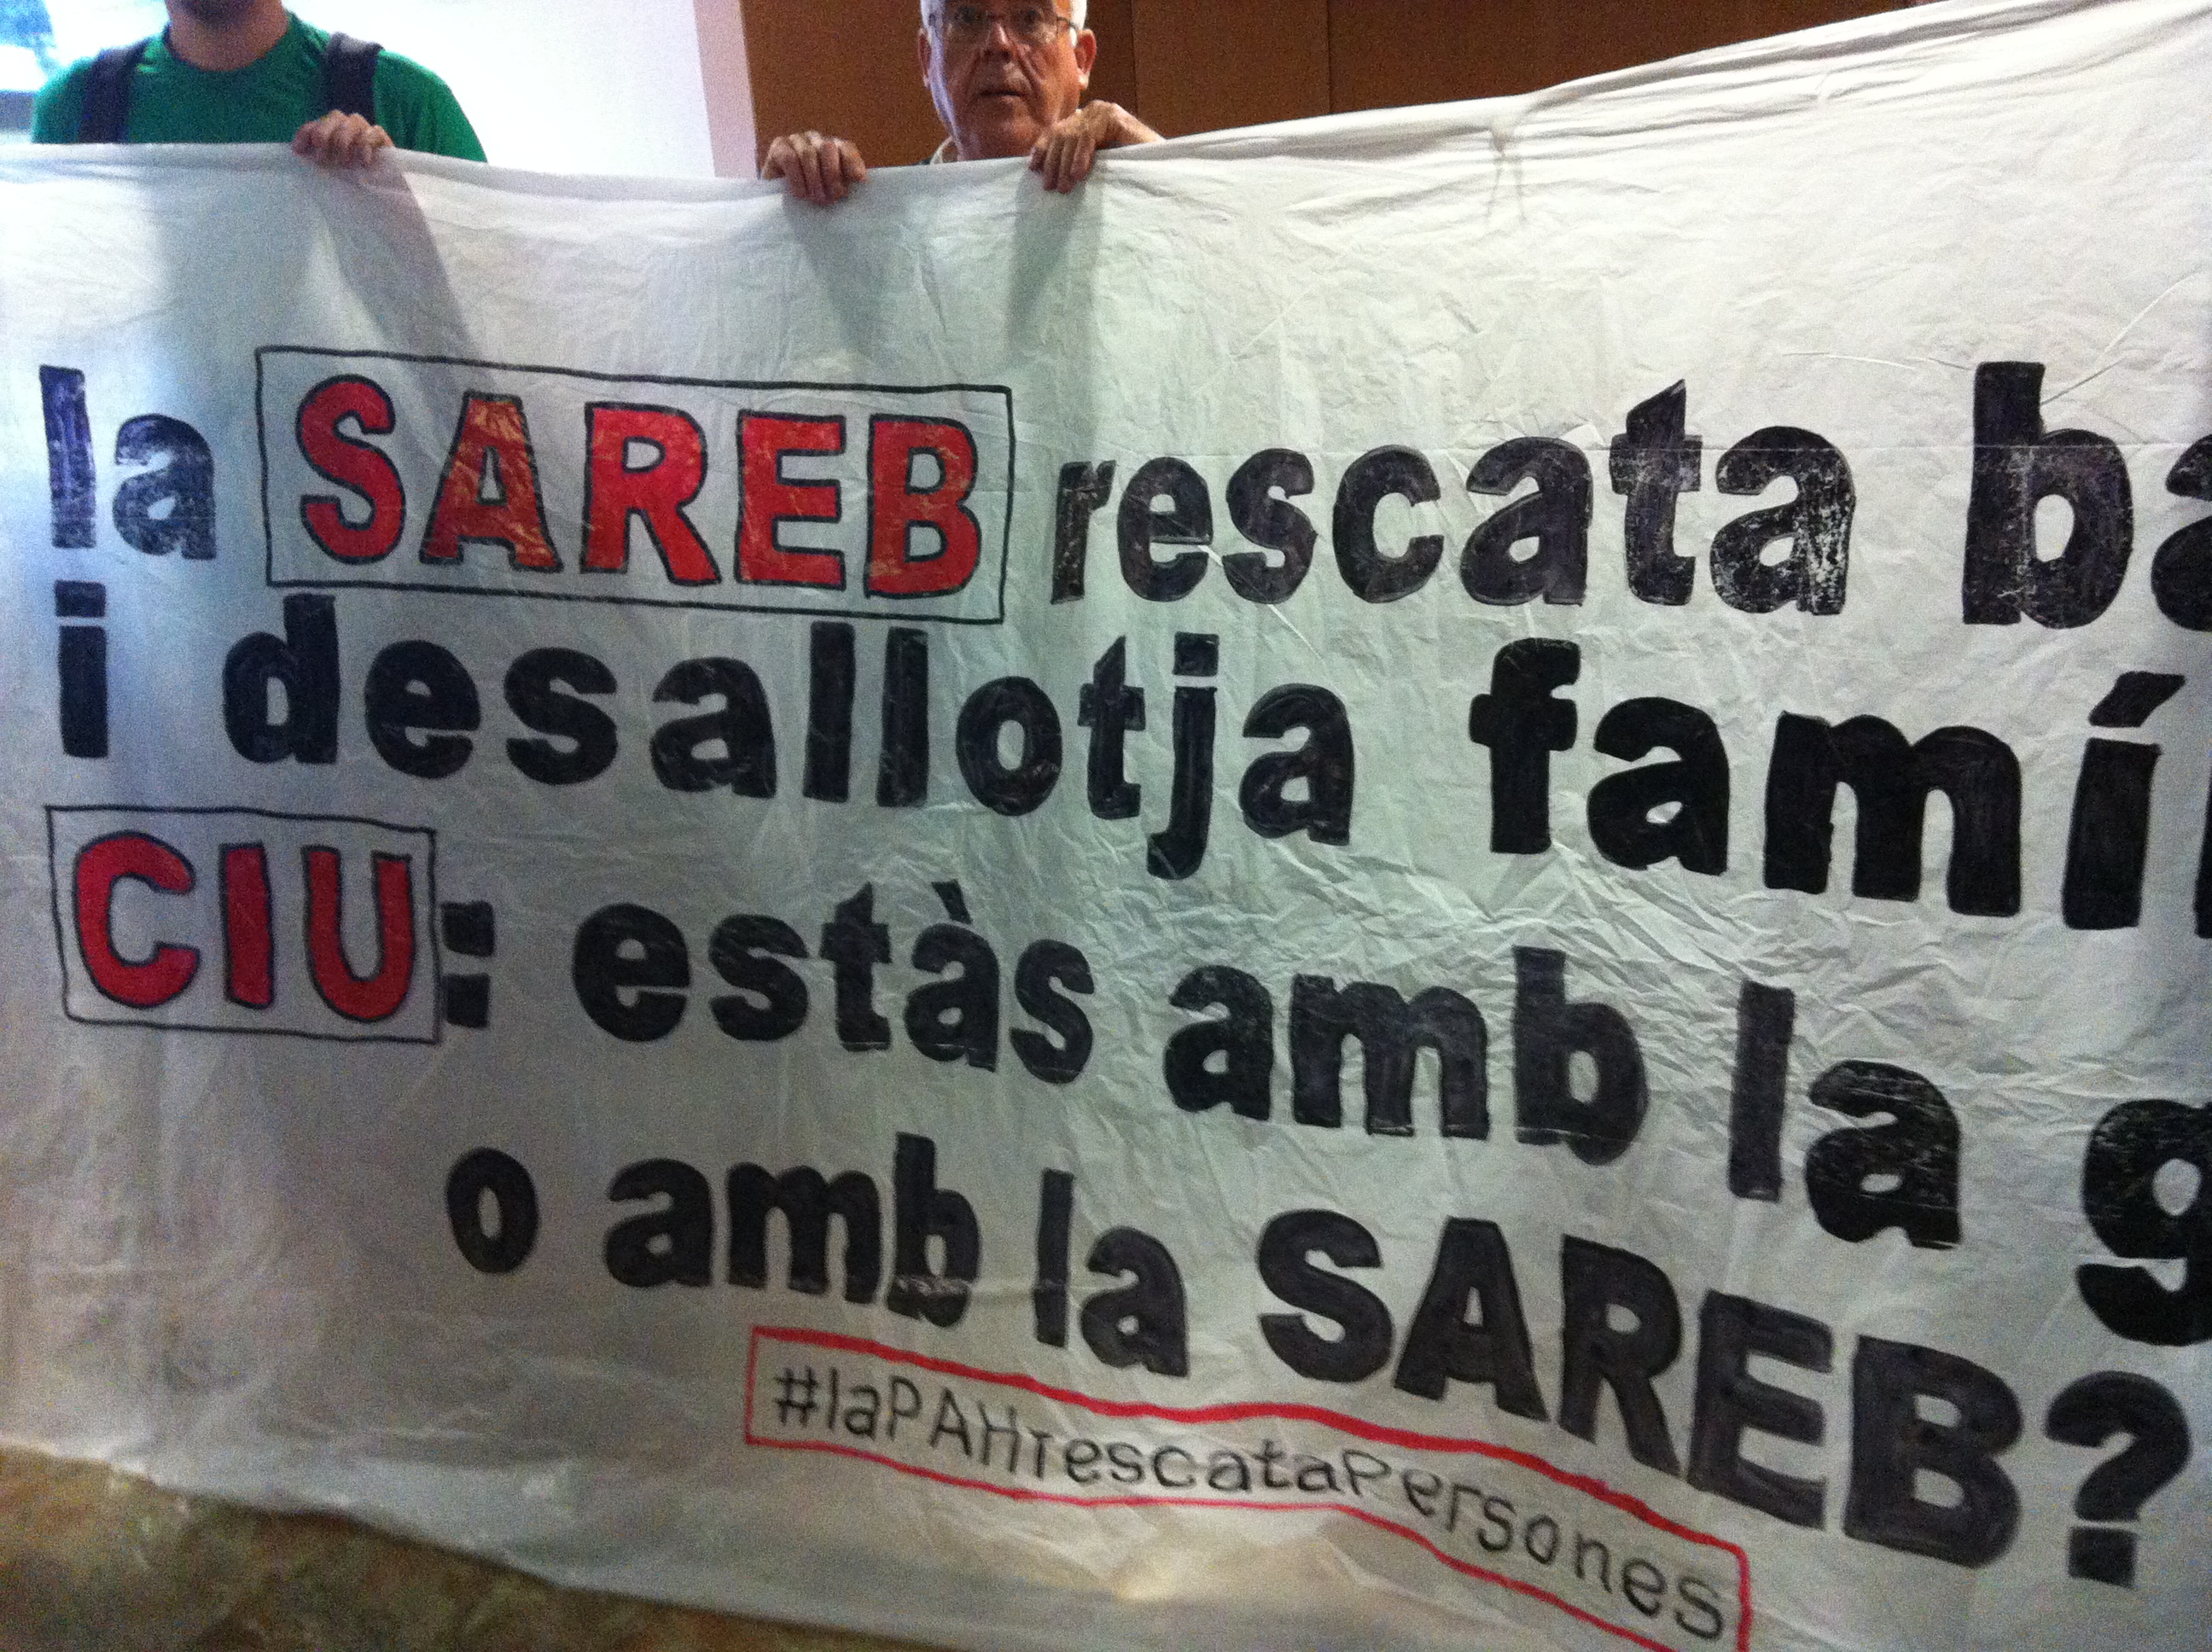 la SAREB rescata ba
i desallotja famí
CIU: estàs amb la g
o amb la SAREB?
#laPAHrescataPersones